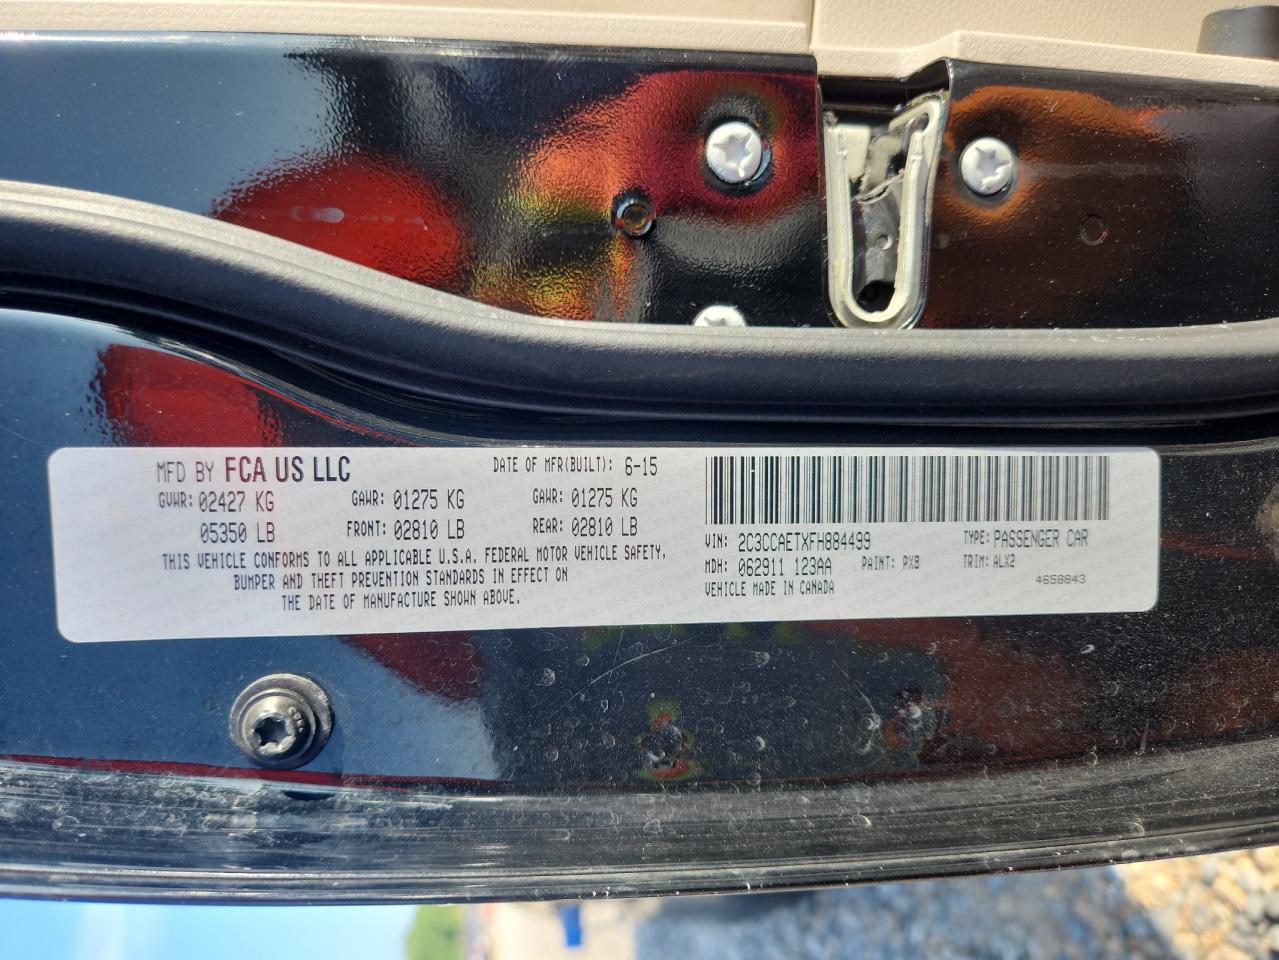 MFD BY FCA US LLC DATE OF MFR(BUILT): 6-15
GVWR: 02427 KG GAWR: 01275 KG GAWR: 01275 KG
05350 LB FRONT: 02810 LB REAR: 02810 LB
THIS VEHICLE CONFORMS TO ALL APPLICABLE U.S.A. FEDERAL MOTOR VEHICLE SAFETY,
BUMPER AND THEFT PREVENTION STANDARDS IN EFFECT ON
THE DATE OF MANUFACTURE SHOWN ABOVE.
VIN: 2C3CCAETXFH884499 TYPE: PASSENGER CAR
MDH: 062911 123AA PAINT: PX8 TRIM: ALX2
VEHICLE MADE IN CANADA 4658843